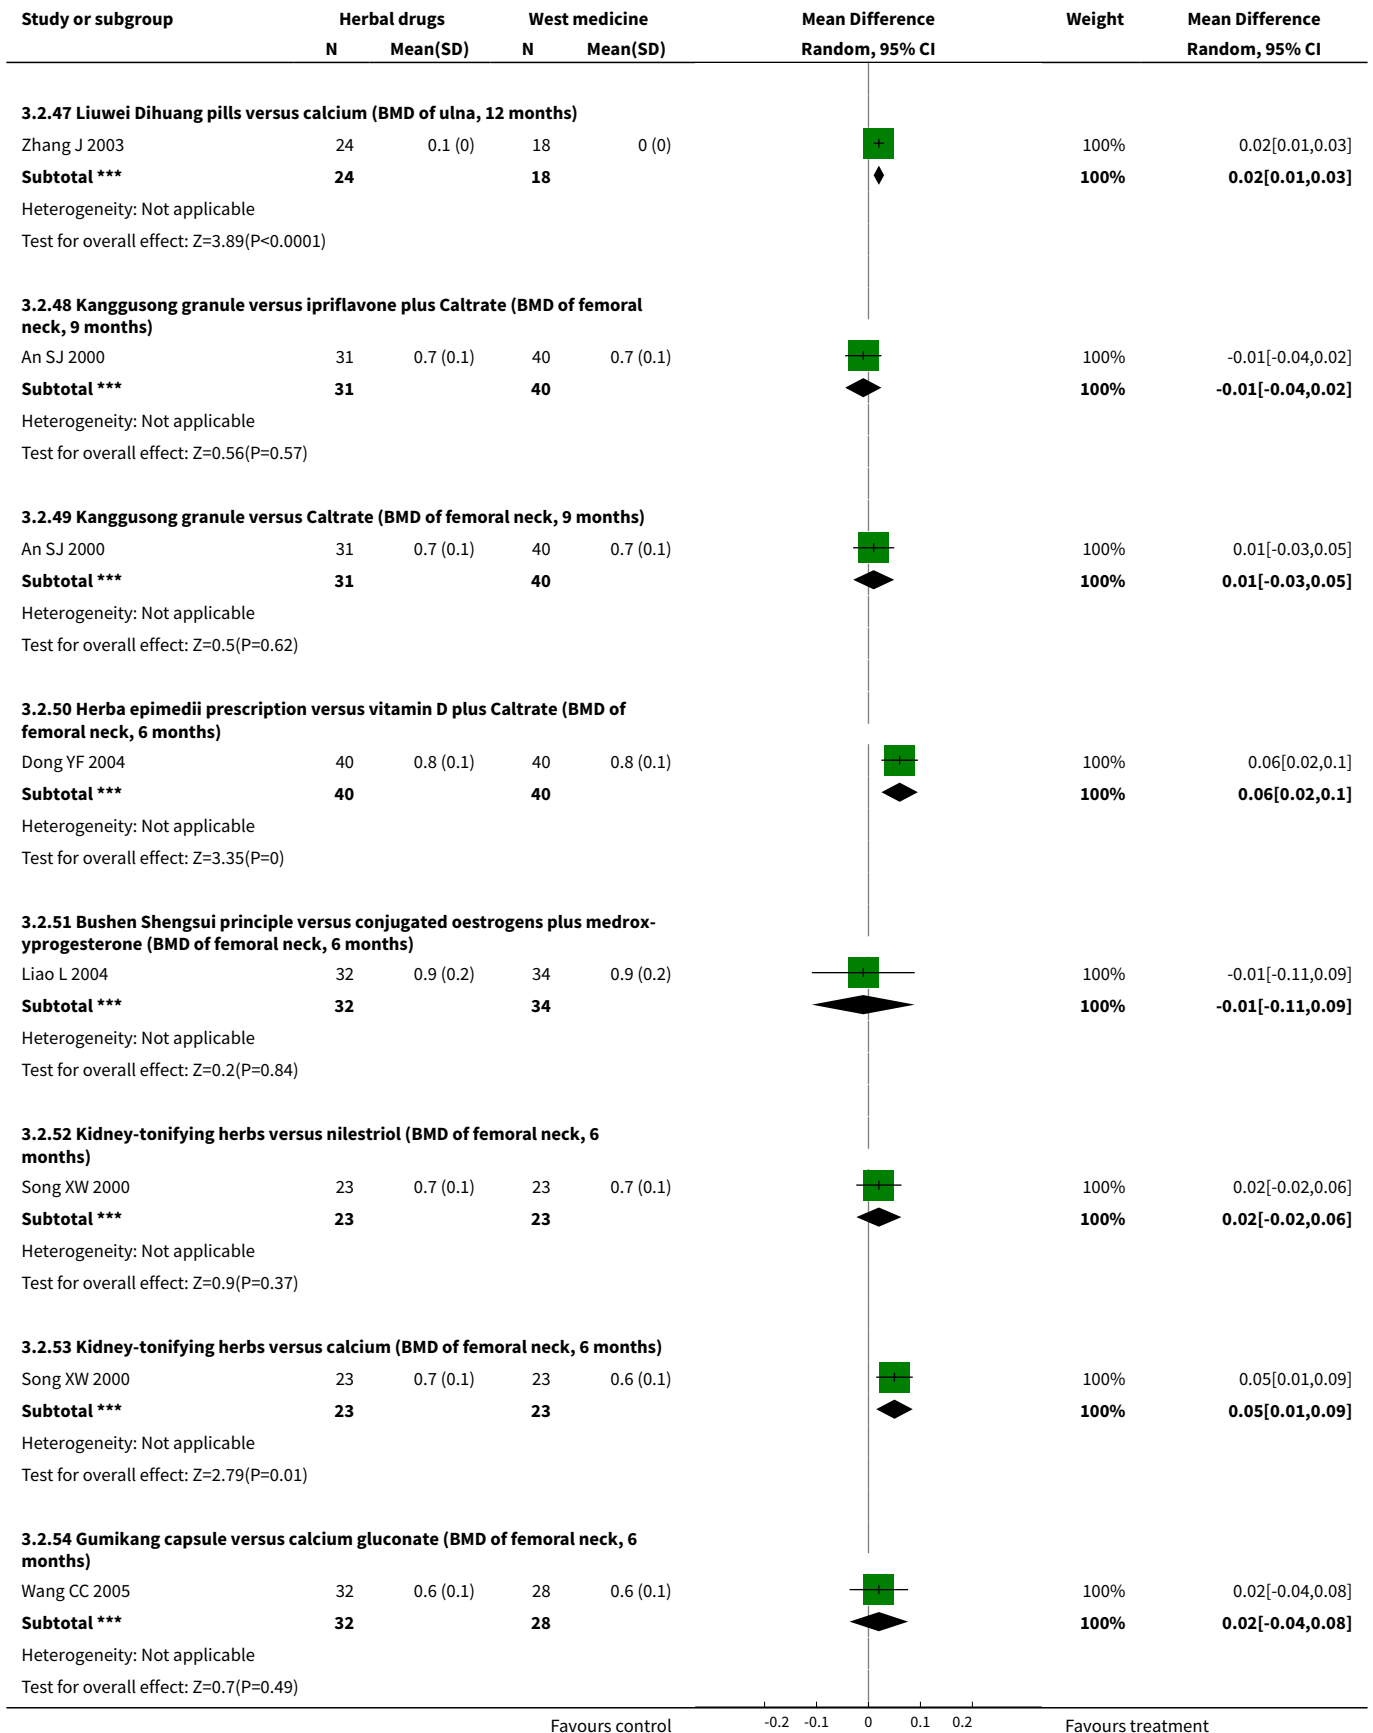 Study or subgroup Herbal drugs West medicine Mean Difference Weight Mean Difference
N Mean(SD) N Mean(SD) Random, 95% CI Random, 95% CI
3.2.47 Liuwei Dihuang pills versus calcium (BMD of ulna, 12 months)
Zhang J 2003 24 0.1 (0) 18 0 (0) 100% 0.02[0.01,0.03]
Subtotal *** 24 18 100% 0.02[0.01,0.03]
Heterogeneity: Not applicable
Test for overall effect: Z=3.89(P<0.0001)
3.2.48 Kanggusong granule versus ipriflavone plus Caltrate (BMD of femoral
neck, 9 months)
An SJ 2000 31 0.7 (0.1) 40 0.7 (0.1) 100% -0.01[-0.04,0.02]
Subtotal *** 31 40 100% -0.01[-0.04,0.02]
Heterogeneity: Not applicable
Test for overall effect: Z=0.56(P=0.57)
3.2.49 Kanggusong granule versus Caltrate (BMD of femoral neck, 9 months)
An SJ 2000 31 0.7 (0.1) 40 0.7 (0.1) 100% 0.01[-0.03,0.05]
Subtotal *** 31 40 100% 0.01[-0.03,0.05]
Heterogeneity: Not applicable
Test for overall effect: Z=0.5(P=0.62)
3.2.50 Herba epimedii prescription versus vitamin D plus Caltrate (BMD of
femoral neck, 6 months)
Dong YF 2004 40 0.8 (0.1) 40 0.8 (0.1) 100% 0.06[0.02,0.1]
Subtotal *** 40 40 100% 0.06[0.02,0.1]
Heterogeneity: Not applicable
Test for overall effect: Z=3.35(P=0)
3.2.51 Bushen Shengsui principle versus conjugated oestrogens plus medrox-
yprogesterone (BMD of femoral neck, 6 months)
Liao L 2004 32 0.9 (0.2) 34 0.9 (0.2) 100% -0.01[-0.11,0.09]
Subtotal *** 32 34 100% -0.01[-0.11,0.09]
Heterogeneity: Not applicable
Test for overall effect: Z=0.2(P=0.84)
3.2.52 Kidney-tonifying herbs versus nilestriol (BMD of femoral neck, 6
months)
Song XW 2000 23 0.7 (0.1) 23 0.7 (0.1) 100% 0.02[-0.02,0.06]
Subtotal *** 23 23 100% 0.02[-0.02,0.06]
Heterogeneity: Not applicable
Test for overall effect: Z=0.9(P=0.37)
3.2.53 Kidney-tonifying herbs versus calcium (BMD of femoral neck, 6 months)
Song XW 2000 23 0.7 (0.1) 23 0.6 (0.1) 100% 0.05[0.01,0.09]
Subtotal *** 23 23 100% 0.05[0.01,0.09]
Heterogeneity: Not applicable
Test for overall effect: Z=2.79(P=0.01)
3.2.54 Gumikang capsule versus calcium gluconate (BMD of femoral neck, 6
months)
Wang CC 2005 32 0.6 (0.1) 28 0.6 (0.1) 100% 0.02[-0.04,0.08]
Subtotal *** 32 28 100% 0.02[-0.04,0.08]
Heterogeneity: Not applicable
Test for overall effect: Z=0.7(P=0.49)
Favours control -0.2 -0.1 0 0.1 0.2 Favours treatment